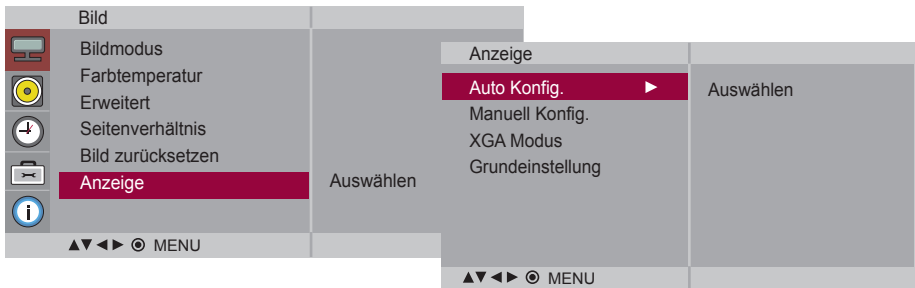 Bild
Bildmodus
Farbtemperatur
Erweitert
Seitenverhältnis
Bild zurücksetzen
Anzeige
Auswählen
▲▼◄► ◉ MENU
Anzeige
Auto Konfig. ►
Auswählen
Manuell Konfig.
XGA Modus
Grundeinstellung
▲▼◄► ◉ MENU